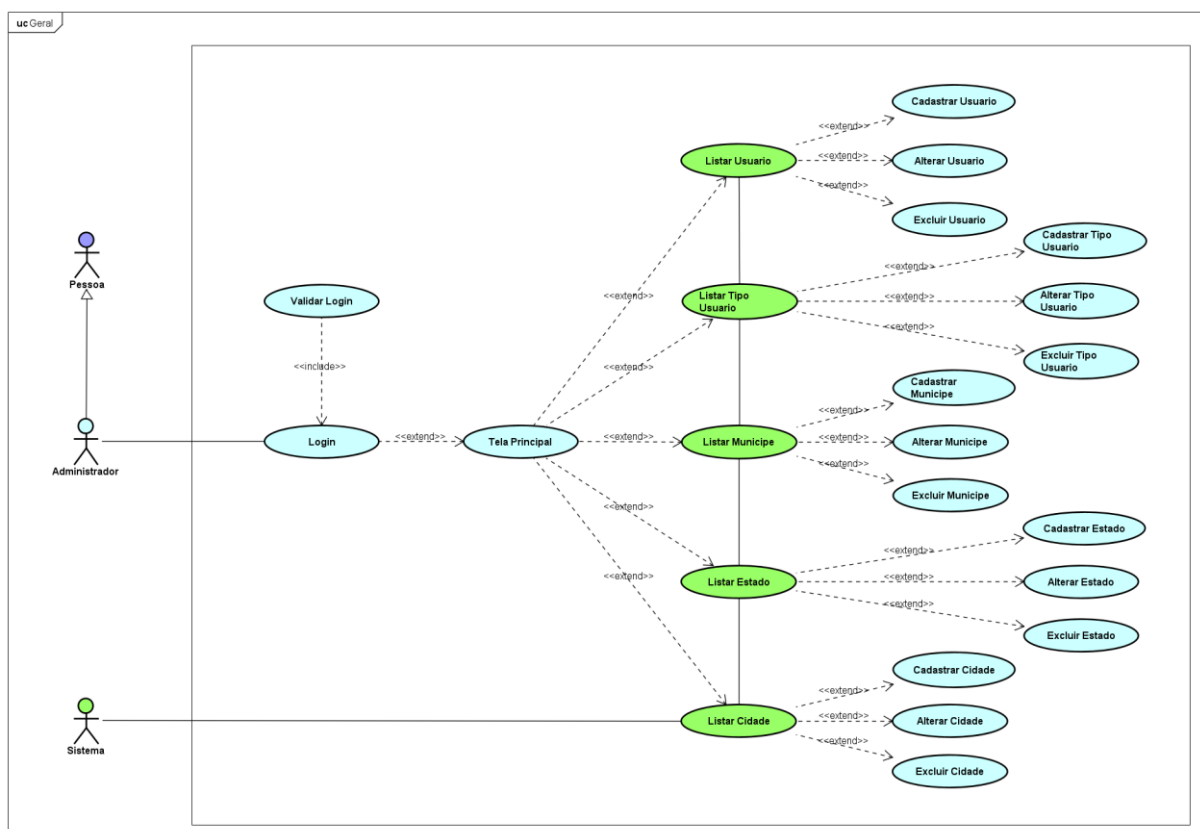 uc Geral
Cadastrar Usuario
<<extend>>
Listar Usuario
<<extend>>
Alterar Usuario
<<extend>>
Excluir Usuario
Pessoa
Cadastrar Tipo
Usuario
<<extend>>
Validar Login
<<extend>>
Listar Tipo
Usuario
<<extend>>
Alterar Tipo
Usuario
<<extend>>
Excluir Tipo
Usuario
<<include>>
<<extend>>
Cadastrar
Municipe
<<extend>>
Administrador
Login
<<extend>>
Tela Principal
<<extend>>
Listar Municipe
<<extend>>
Alterar Municipe
<<extend>>
Excluir Municipe
<<extend>>
Cadastrar Estado
<<extend>>
<<extend>>
Listar Estado
<<extend>>
Alterar Estado
<<extend>>
Excluir Estado
Cadastrar Cidade
<<extend>>
Sistema
Listar Cidade
<<extend>>
Alterar Cidade
<<extend>>
Excluir Cidade